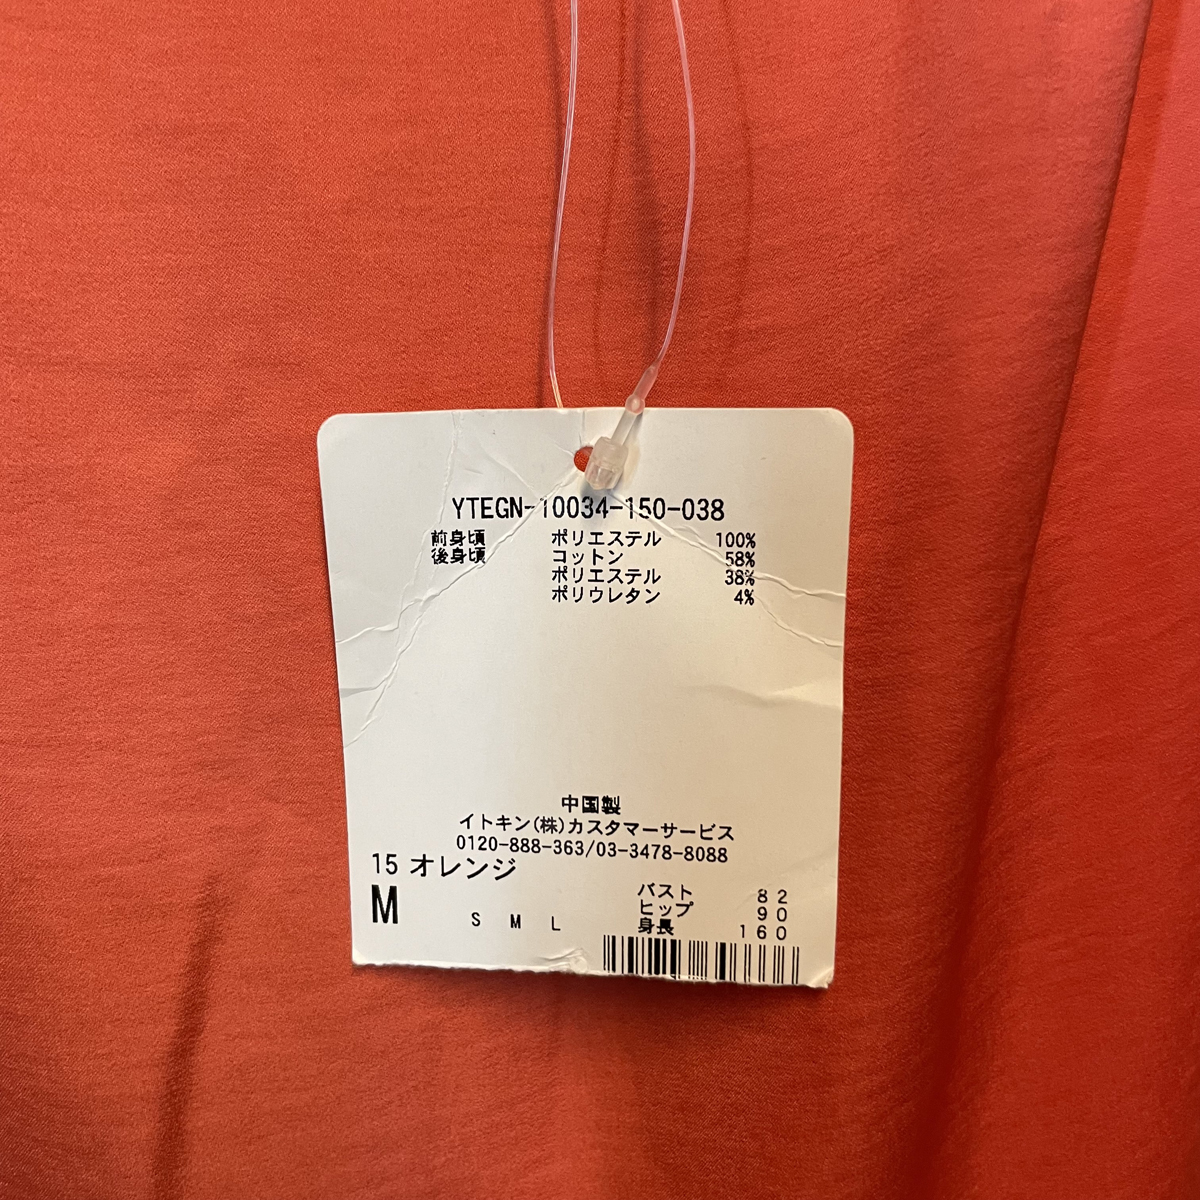 YTEGN-10034-150-038
前身頃 ポリエステル 100%
後身頃 コットン 58%
ポリエステル 38%
ポリウレタン 4%
中国製
イトキン(株)カスタマーサービス
0120-888-363/03-3478-8088
15 オレンジ
M S M L
バスト 82
ヒップ 90
身長 160